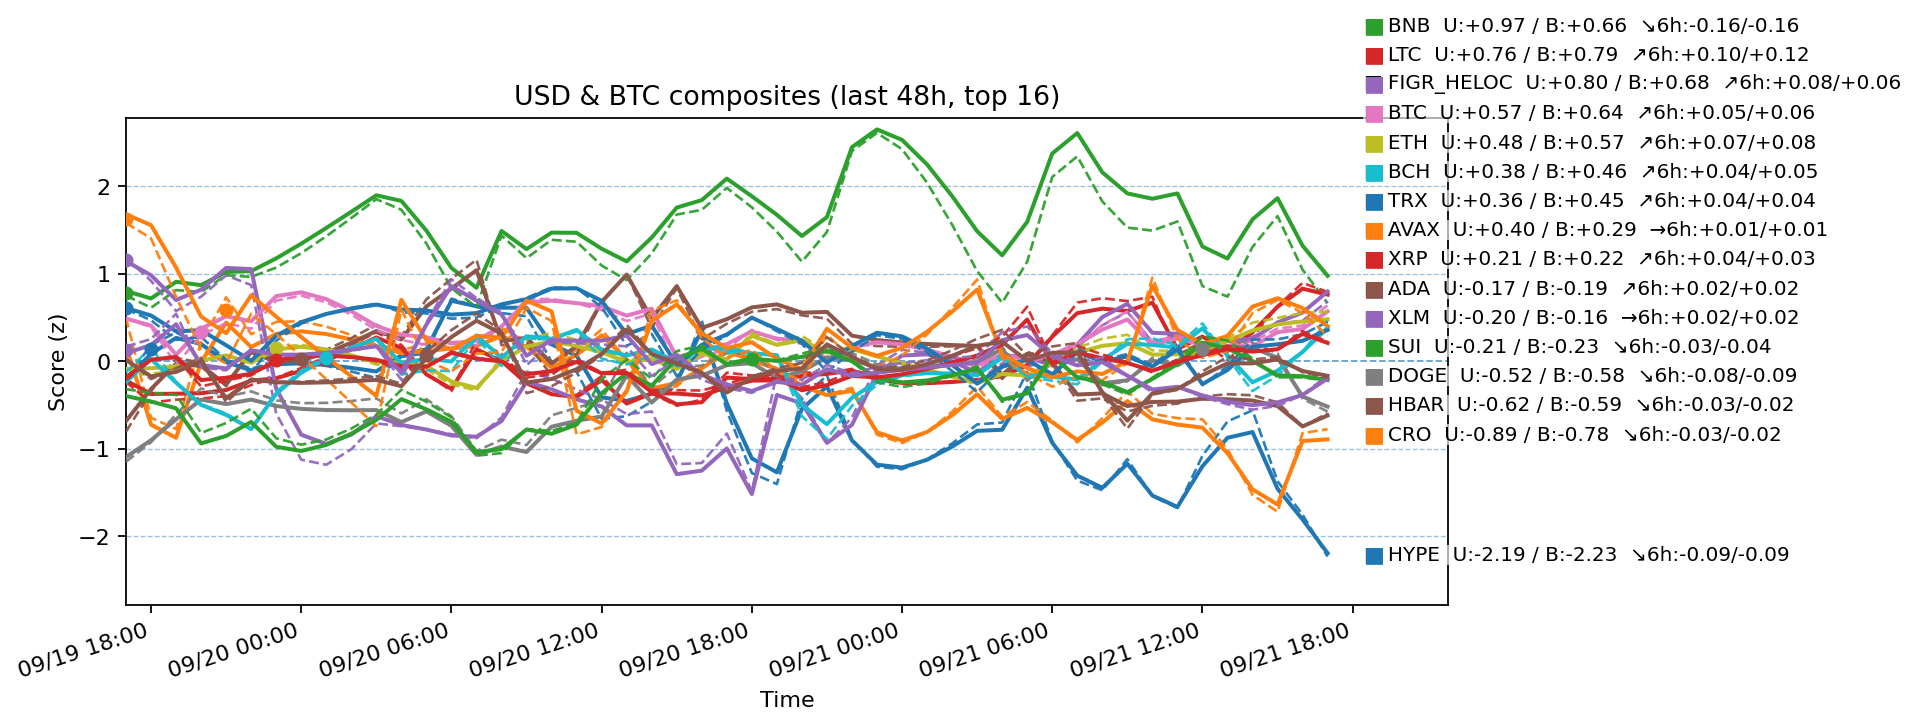 BNB U:+0.97 / B:+0.66 ↘6h:-0.16/-0.16
LTC U:+0.76 / B:+0.79 ↗6h:+0.10/+0.12
FIGR_HELOC U:+0.80 / B:+0.68 ↗6h:+0.08/+0.06
USD & BTC composites (last 48h, top 16)
BTC U:+0.57 / B:+0.64 ↗6h:+0.05/+0.06
ETH U:+0.48 / B:+0.57 ↗6h:+0.07/+0.08
BCH U:+0.38 / B:+0.46 ↗6h:+0.04/+0.05
TRX U:+0.36 / B:+0.45 ↗6h:+0.04/+0.04
AVAX U:+0.40 / B:+0.29 →6h:+0.01/+0.01
XRP U:+0.21 / B:+0.22 ↗6h:+0.04/+0.03
ADA U:-0.17 / B:-0.19 ↗6h:+0.02/+0.02
XLM U:-0.20 / B:-0.16 →6h:+0.02/+0.02
SUI U:-0.21 / B:-0.23 ↘6h:-0.03/-0.04
DOGE U:-0.52 / B:-0.58 ↘6h:-0.08/-0.09
HBAR U:-0.62 / B:-0.59 ↘6h:-0.03/-0.02
CRO U:-0.89 / B:-0.78 ↘6h:-0.03/-0.02
HYPE U:-2.19 / B:-2.23 ↘6h:-0.09/-0.09
Score (z)
2
1
0
−1
−2
09/19 18:00
09/20 00:00
09/20 06:00
09/20 12:00
09/20 18:00
09/21 00:00
09/21 06:00
09/21 12:00
09/21 18:00
Time